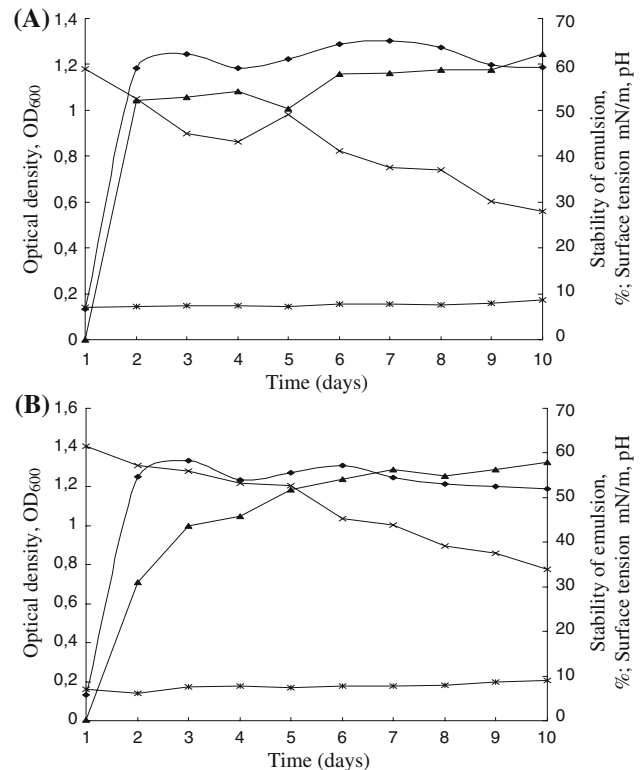 (A)
1,4
1,2
1
0,8
0,6
0,4
0,2
0
Optical density, OD600
70
60
50
40
30
20
10
0
Stability of emulsion,
%; Surface tension mN/m, pH
1 2 3 4 5 6 7 8 9 10
Time (days)
(B)
1,6
1,4
1,2
1
0,8
0,6
0,4
0,2
0
Optical density, OD600
70
60
50
40
30
20
10
0
Stability of emulsion,
%; Surface tension mN/m, pH
1 2 3 4 5 6 7 8 9 10
Time (days)